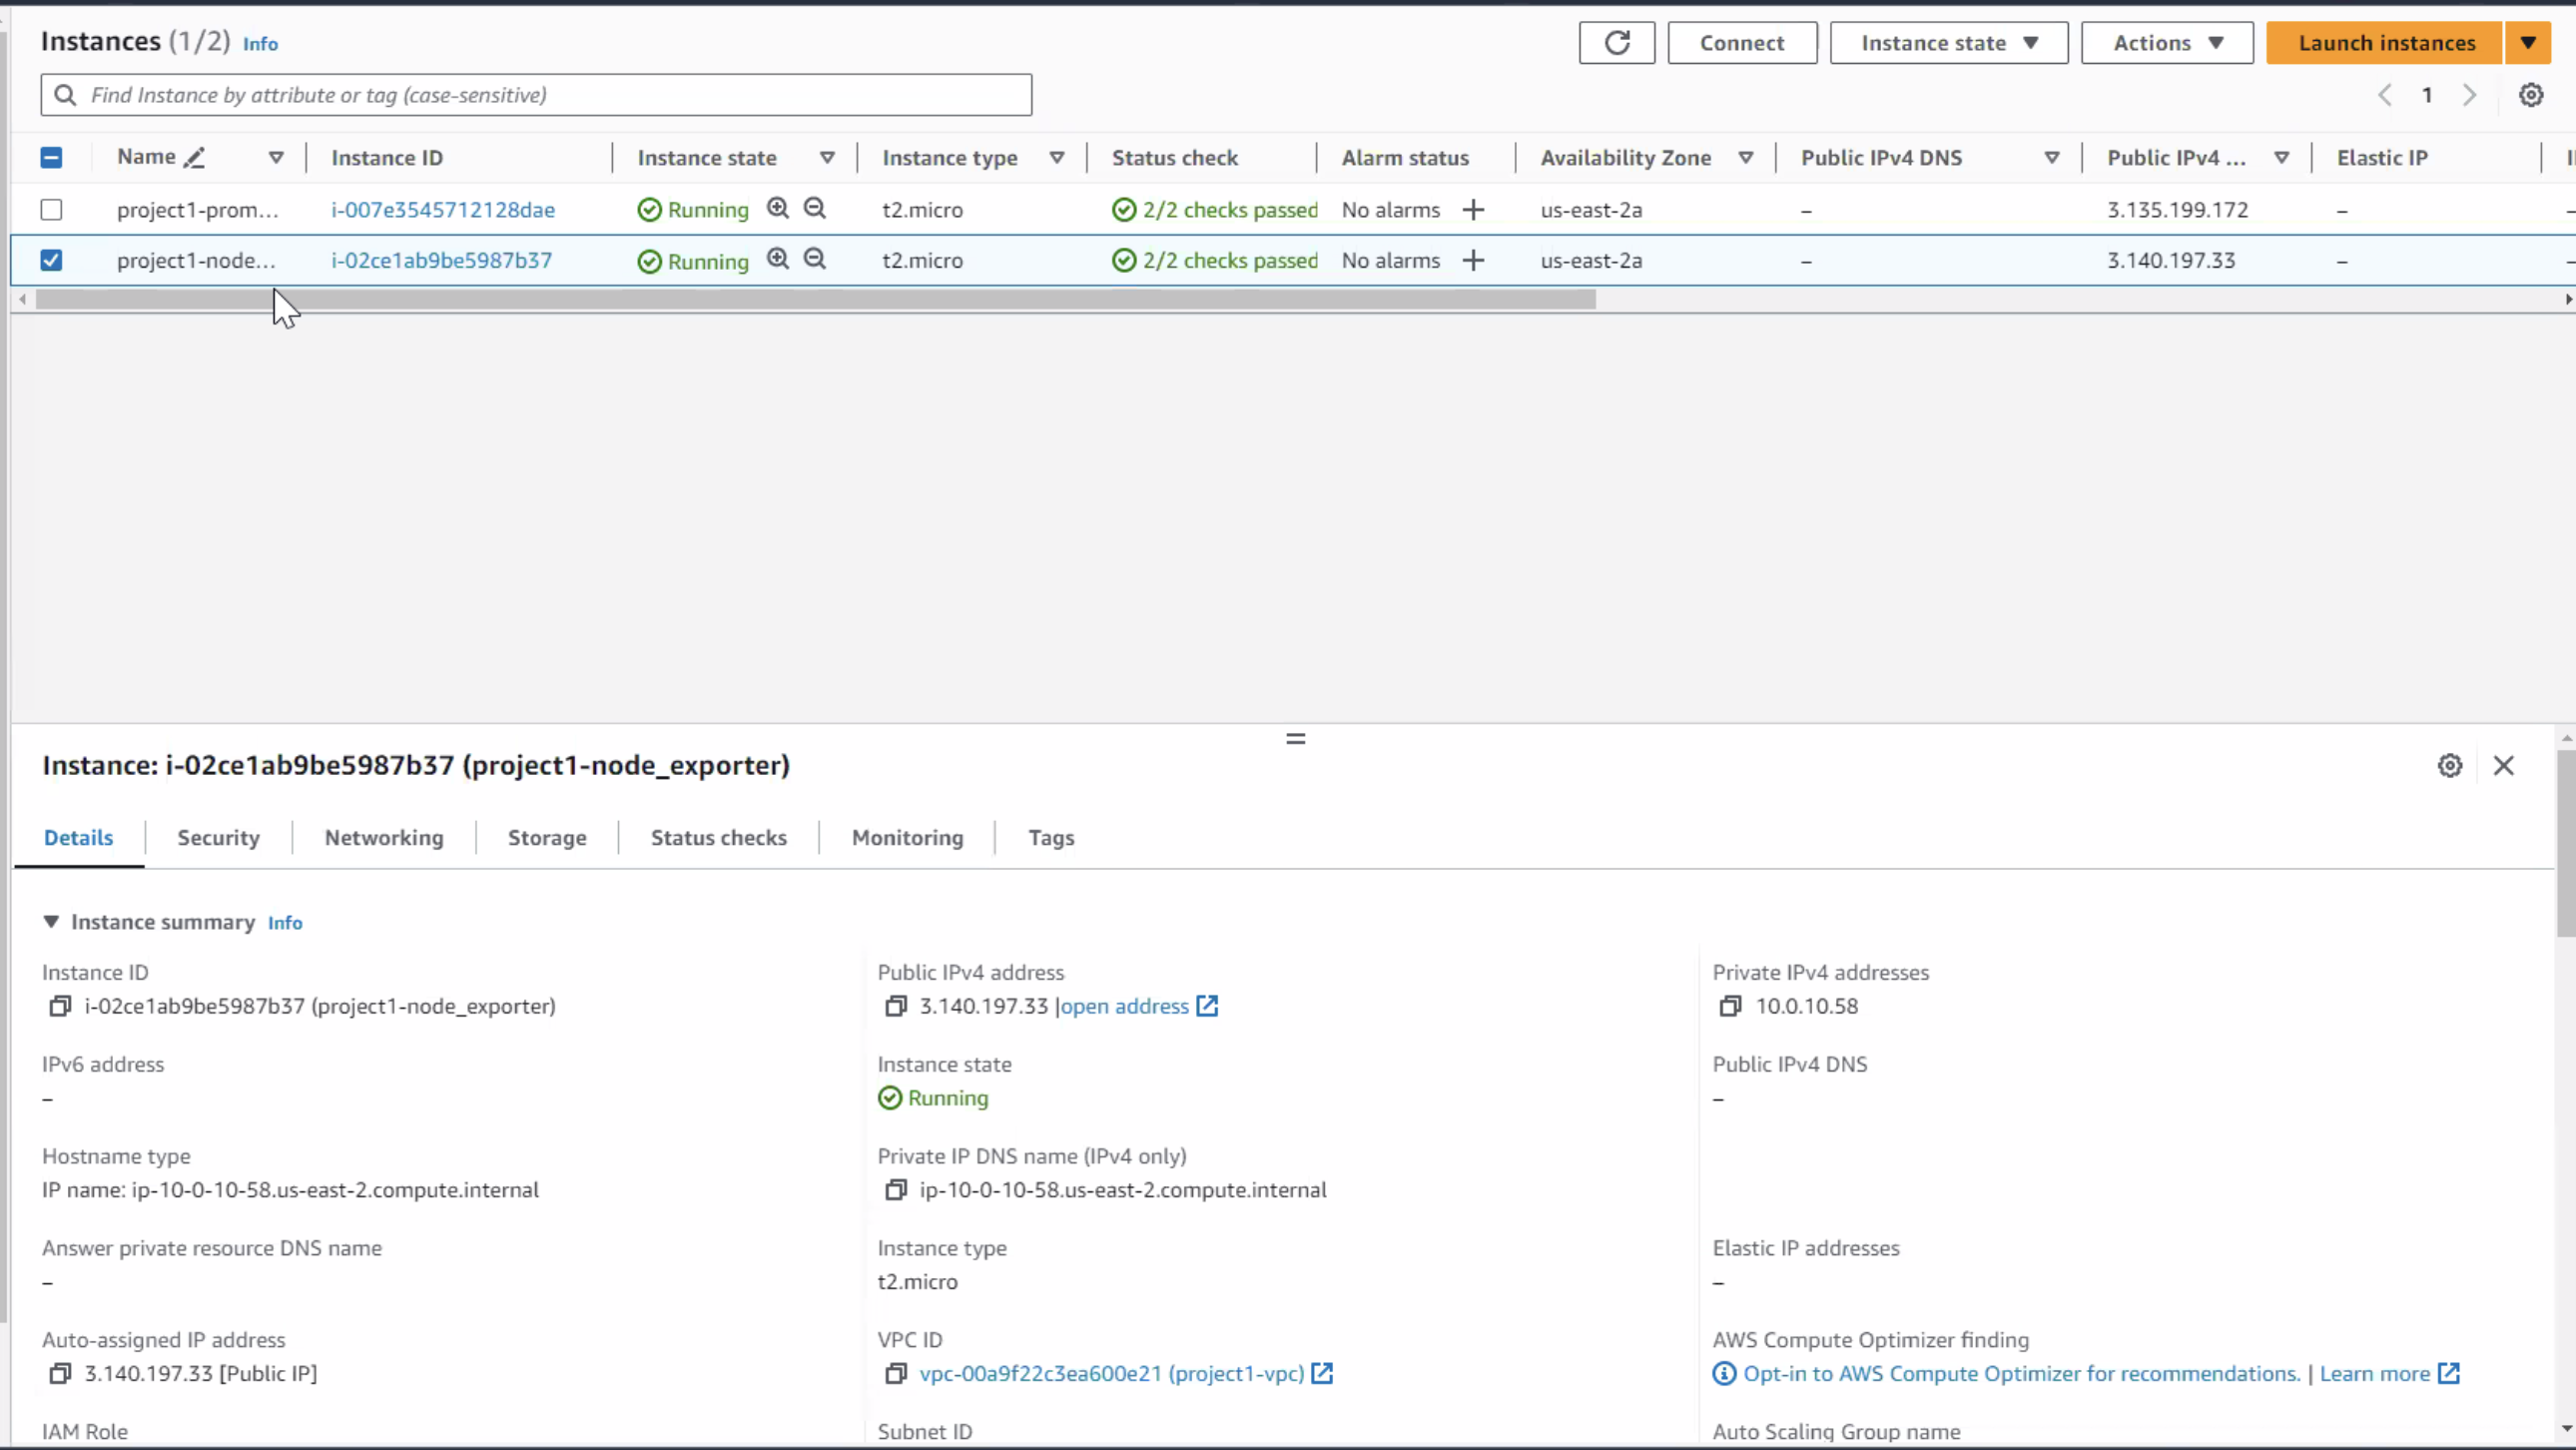 Instances (1/2) Info
Connect Instance state Actions Launch instances
Find Instance by attribute or tag (case-sensitive)
1
Name Instance ID Instance state Instance type Status check Alarm status Availability Zone Public IPv4 DNS Public IPv4 ... Elastic IP
project1-prom... i-007e3545712128dae Running t2.micro 2/2 checks passed No alarms + us-east-2a – 3.135.199.172 –
project1-node... i-02ce1ab9be5987b37 Running t2.micro 2/2 checks passed No alarms + us-east-2a – 3.140.197.33 –
Instance: i-02ce1ab9be5987b37 (project1-node_exporter)
Details Security Networking Storage Status checks Monitoring Tags
Instance summary Info
Instance ID Public IPv4 address Private IPv4 addresses
i-02ce1ab9be5987b37 (project1-node_exporter) 3.140.197.33 |open address 10.0.10.58
IPv6 address Instance state Public IPv4 DNS
– Running –
Hostname type Private IP DNS name (IPv4 only)
IP name: ip-10-0-10-58.us-east-2.compute.internal ip-10-0-10-58.us-east-2.compute.internal
Answer private resource DNS name Instance type Elastic IP addresses
– t2.micro –
Auto-assigned IP address VPC ID AWS Compute Optimizer finding
3.140.197.33 [Public IP] vpc-00a9f22c3ea600e21 (project1-vpc) Opt-in to AWS Compute Optimizer for recommendations. | Learn more
IAM Role Subnet ID Auto Scaling Group name